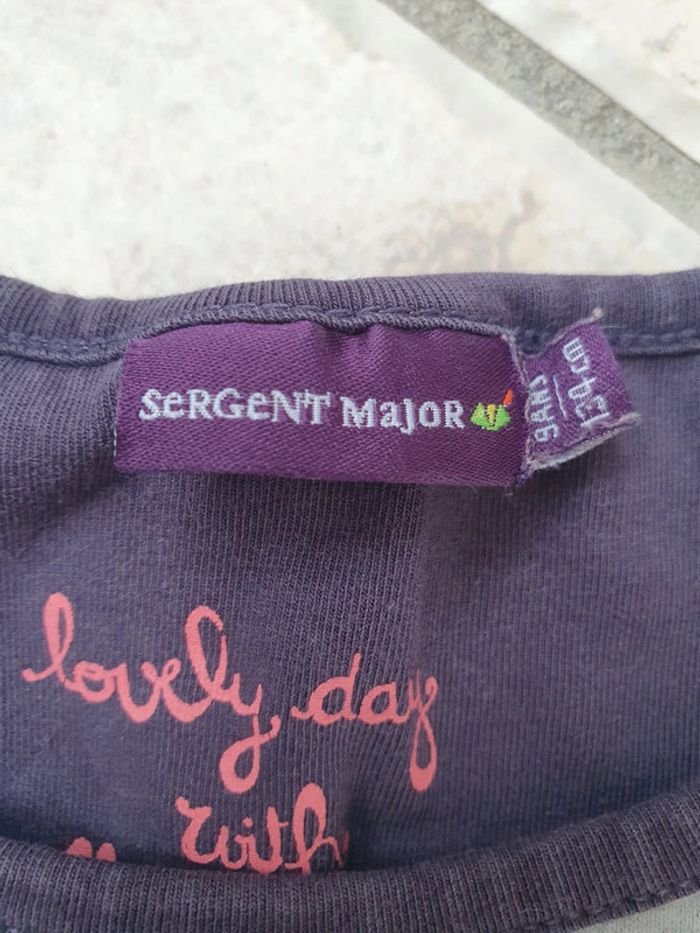 SeRGeNT MaJoR
9ANS
134cm
lovely day
with